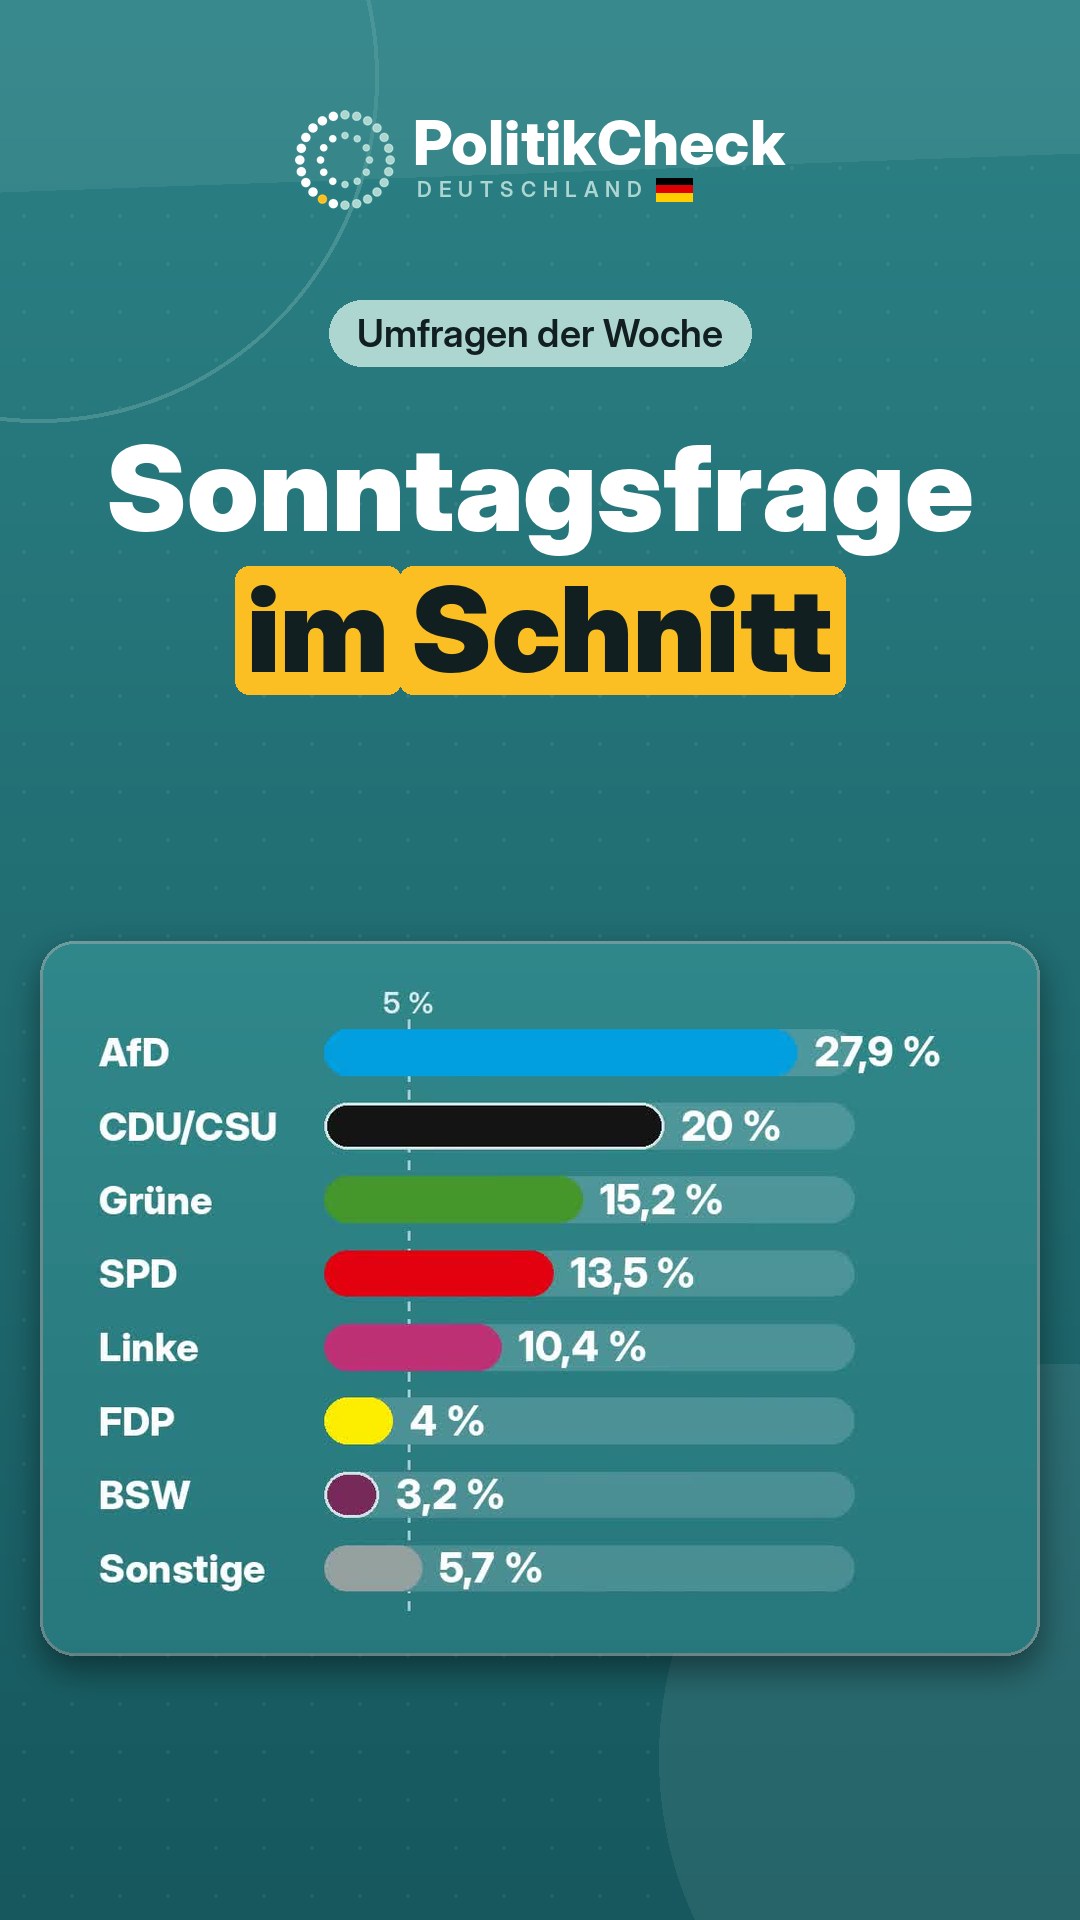 PolitikCheck
DEUTSCHLAND
Umfragen der Woche
Sonntagsfrage
im Schnitt
5 %
AfD 27,9 %
CDU/CSU 20 %
Grüne 15,2 %
SPD 13,5 %
Linke 10,4 %
FDP 4 %
BSW 3,2 %
Sonstige 5,7 %